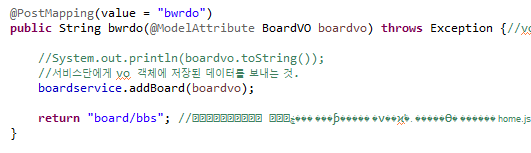 @PostMapping(value = "bwrdo")
public String bwrdo(@ModelAttribute BoardVO boardvo) throws Exception {//
//System.out.println(boardvo.toString());
//서비스단에게 vo 객체에 저장된 데이터를 보내는 것.
boardservice.addBoard(boardvo);
return "board/bbs"; // home.js
}